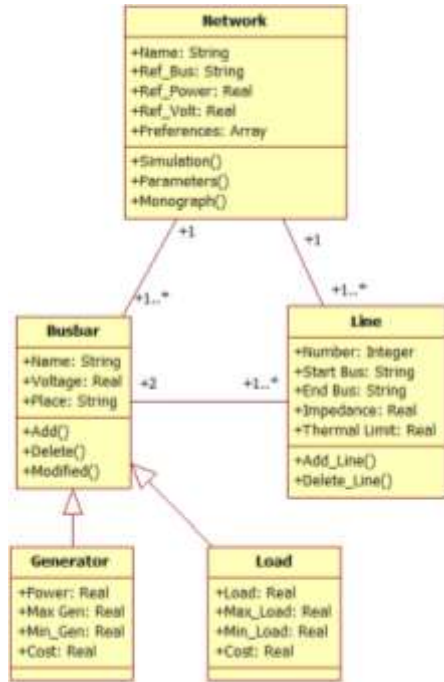 Network
+Name: String
+Ref_Bus: String
+Ref_Power: Real
+Ref_Volt: Real
+Preferences: Array
+Simulation()
+Parameters()
+Monograph()
+1
+1
+1..*
+1..*
Busbar
+Name: String
+Voltage: Real
+Place: String
+Add()
+Delete()
+Modified()
+2
+1..*
Line
+Number: Integer
+Start Bus: String
+End Bus: String
+Impedance: Real
+Thermal Limit: Real
+Add_Line()
+Delete_Line()
Generator
+Power: Real
+Max Gen: Real
+Min_Gen: Real
+Cost: Real
Load
+Load: Real
+Max_Load: Real
+Min_Load: Real
+Cost: Real